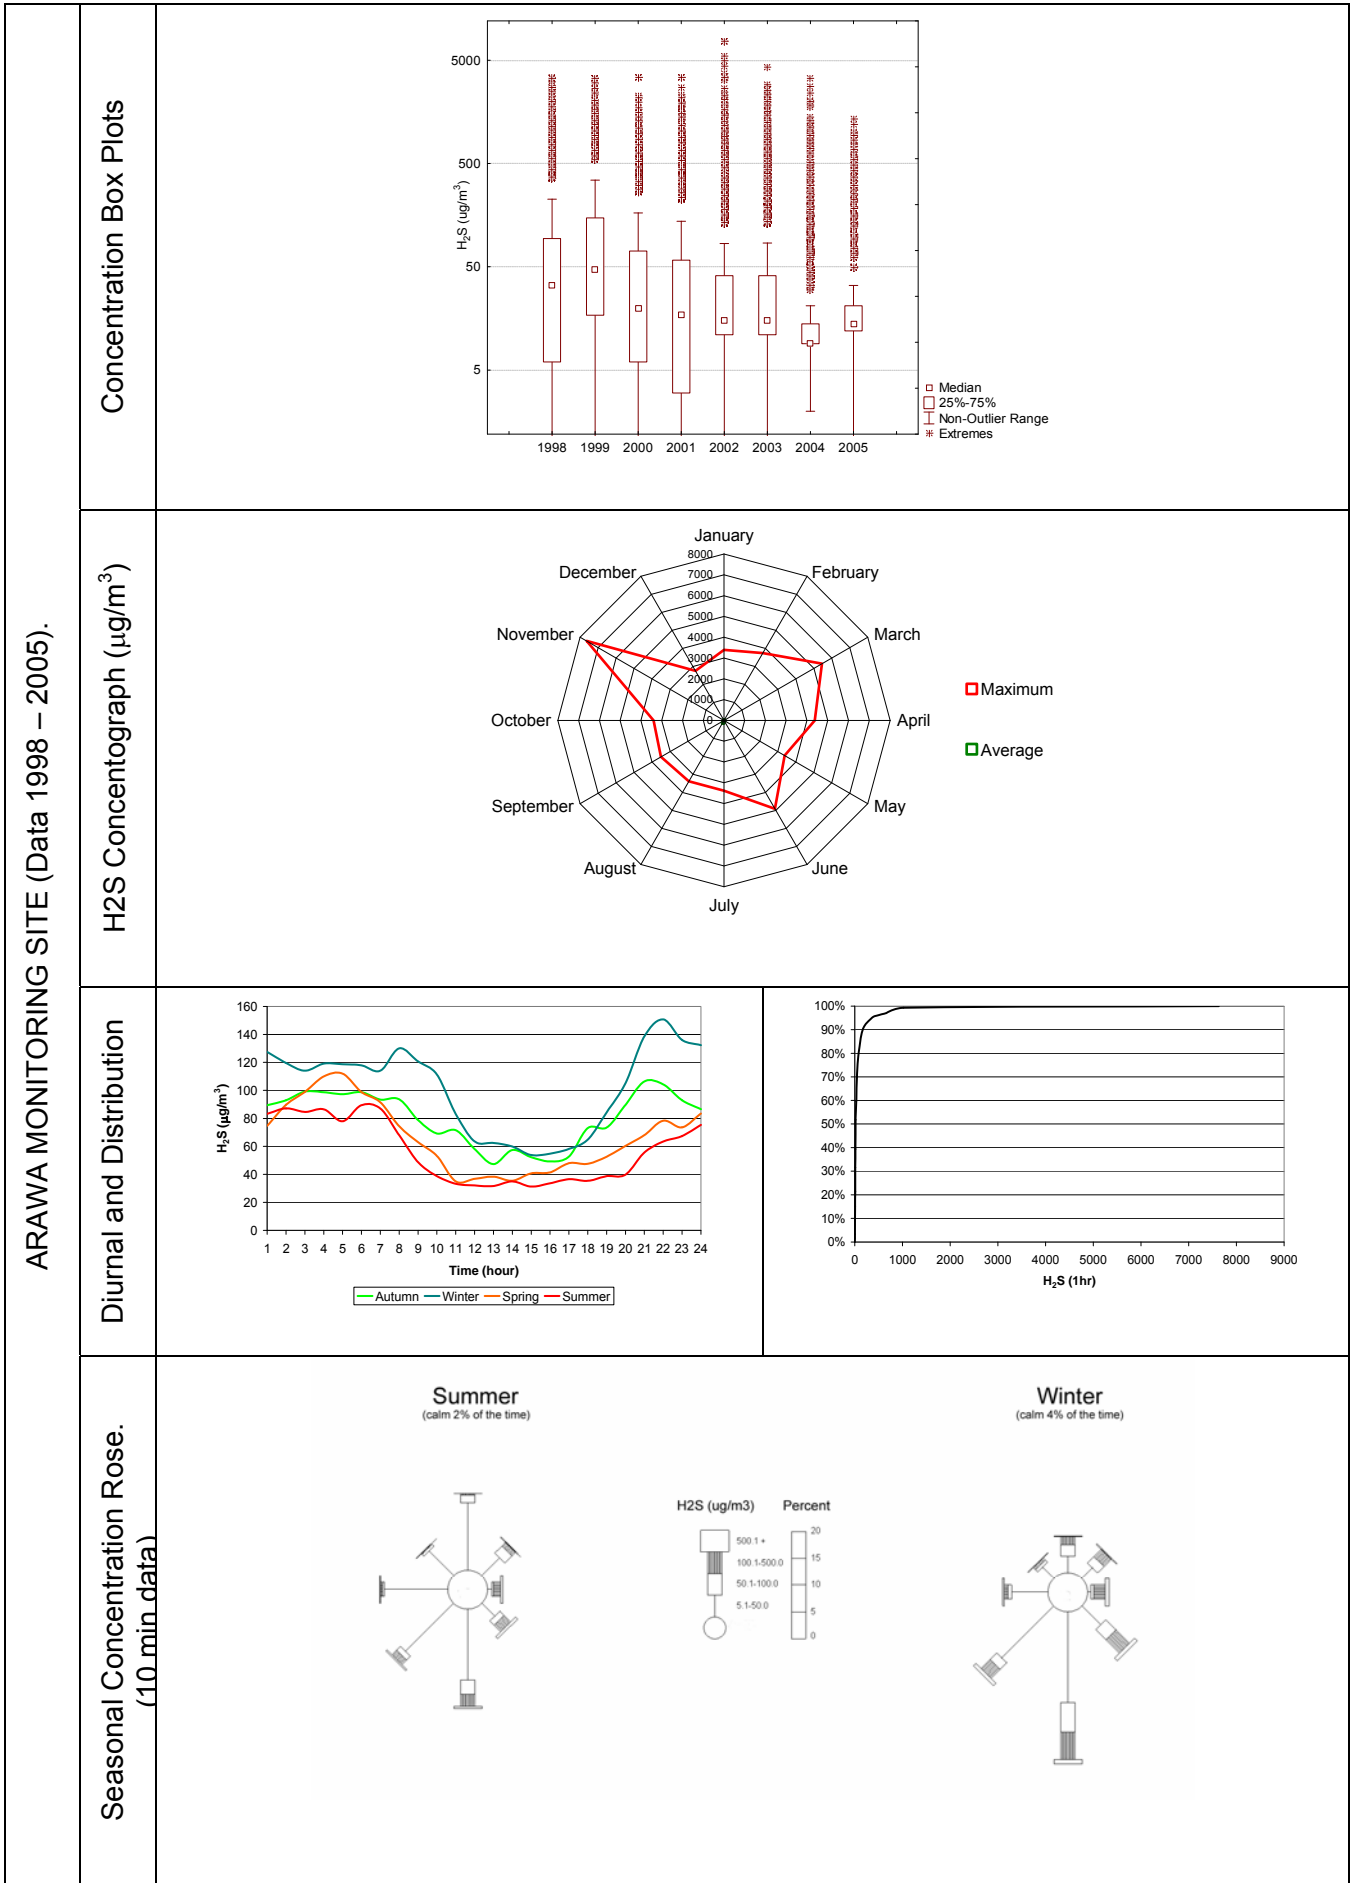 ARAWA MONITORING SITE (Data 1998 – 2005).
Concentration Box Plots
H₂S (ug/m³)
5000
500
50
5
1998 1999 2000 2001 2002 2003 2004 2005
Median
25%-75%
Non-Outlier Range
Extremes
H2S Concentograph (µg/m³)
January
February
March
April
May
June
July
August
September
October
November
December
8000
7000
6000
5000
4000
3000
2000
1000
0
Maximum
Average
Diurnal and Distribution
H₂S (µg/m³)
160
140
120
100
80
60
40
20
0
1 2 3 4 5 6 7 8 9 10 11 12 13 14 15 16 17 18 19 20 21 22 23 24
Time (hour)
Autumn Winter Spring Summer
100%
90%
80%
70%
60%
50%
40%
30%
20%
10%
0%
0 1000 2000 3000 4000 5000 6000 7000 8000 9000
H₂S (1hr)
Seasonal Concentration Rose.
(10 min data)
Summer
(calm 2% of the time)
H2S (ug/m3) Percent
500.1 +
100.1-500.0
50.1-100.0
5.1-50.0
20
15
10
5
0
Winter
(calm 4% of the time)